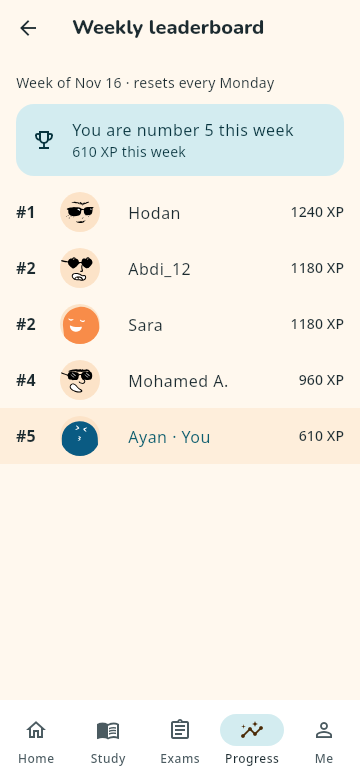 Weekly leaderboard
Week of Nov 16 · resets every Monday
You are number 5 this week
610 XP this week
#1 Hodan 1240 XP
#2 Abdi_12 1180 XP
#2 Sara 1180 XP
#4 Mohamed A. 960 XP
#5 Ayan · You 610 XP
Home Study Exams Progress Me